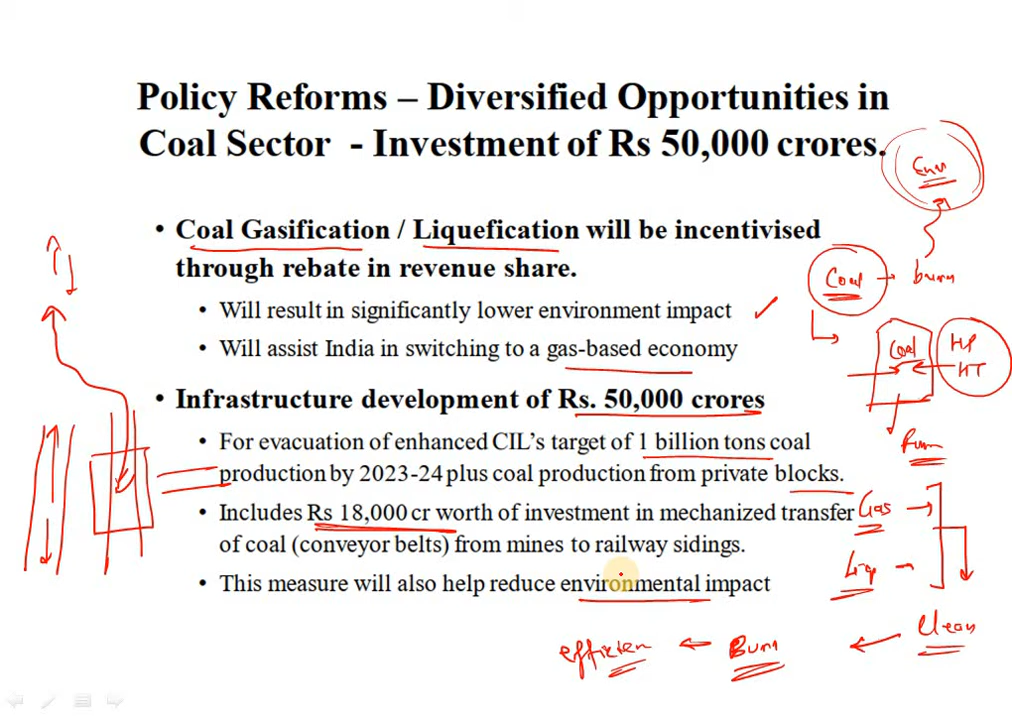 Policy Reforms – Diversified Opportunities in
Coal Sector - Investment of Rs 50,000 crores.
Env
• Coal Gasification / Liquefication will be incentivised
through rebate in revenue share.
Coal → burn
• Will result in significantly lower environment impact ✓
• Will assist India in switching to a gas-based economy
Coal
HP
HT
• Infrastructure development of Rs. 50,000 crores
• For evacuation of enhanced CIL's target of 1 billion tons coal
production by 2023-24 plus coal production from private blocks.
• Includes Rs 18,000 cr worth of investment in mechanized transfer
of coal (conveyor belts) from mines to railway sidings.
Gas →
Liq →
• This measure will also help reduce environmental impact
efficien ← Burn ← Clean